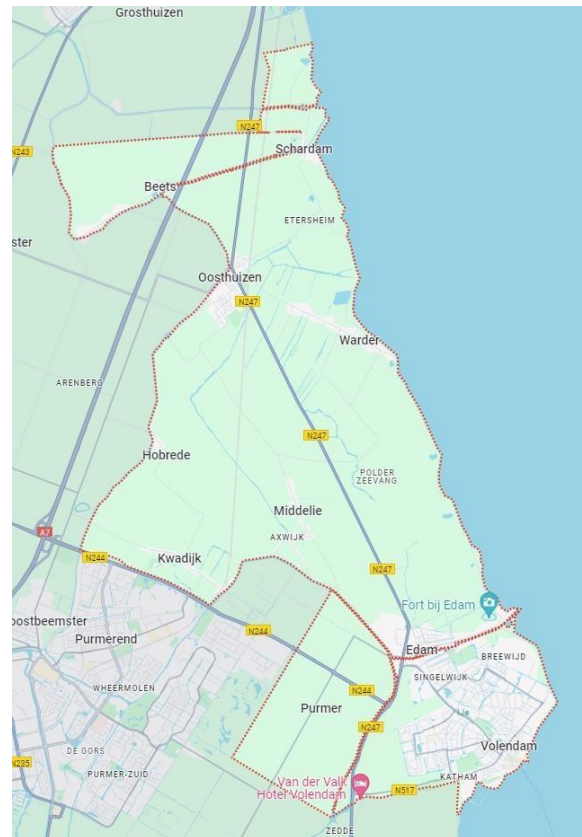 Grosthuizen
N247
N243
Schardam
Beets
ETERSHEIM
ster
Oosthuizen
N247
Warder
ARENBERG
N247
Hobrede
POLDER
ZEEVANG
Middelie
A7
AXWIJK
N244
Kwadijk
N247
Fort bij Edam
oostbeemster
N244
Purmerend
Edam
BREEWIJD
SINGELWIJK
WHEERMOLEN
N244
Purmer
N247
DE GORS
Volendam
N235
PURMER-ZUID
KATHAM
Van der Valk
Hotel Volendam
N517
ZEDDE